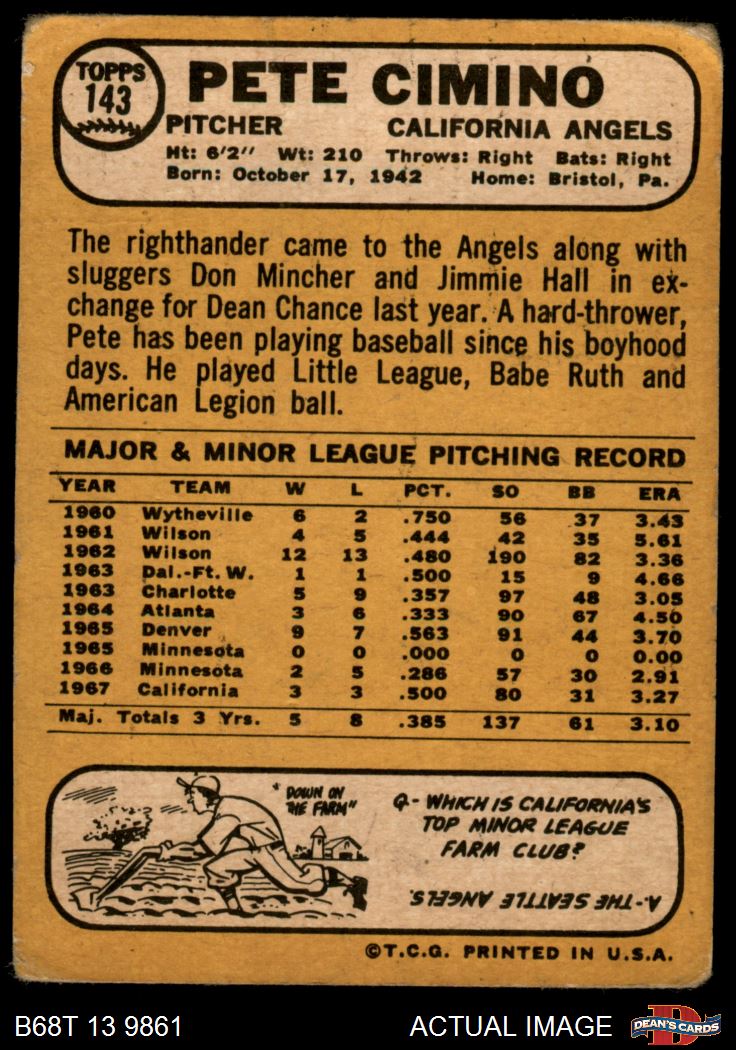 TOPPS
143
PETE CIMINO
PITCHER CALIFORNIA ANGELS
Ht: 6'2" Wt: 210 Throws: Right Bats: Right
Born: October 17, 1942 Home: Bristol, Pa.
The righthander came to the Angels along with
sluggers Don Mincher and Jimmie Hall in ex-
change for Dean Chance last year. A hard-thrower,
Pete has been playing baseball since his boyhood
days. He played Little League, Babe Ruth and
American Legion ball.
MAJOR & MINOR LEAGUE PITCHING RECORD
YEAR TEAM W L PCT. SO BB ERA
1960 Wytheville 6 2 .750 56 37 3.43
1961 Wilson 4 5 .444 42 35 5.61
1962 Wilson 12 13 .480 190 82 3.36
1963 Dal.-Ft. W. 1 1 .500 15 9 4.66
1963 Charlotte 5 9 .357 97 48 3.05
1964 Atlanta 3 6 .333 90 67 4.50
1965 Denver 9 7 .563 91 44 3.70
1965 Minnesota 0 0 .000 0 0 0.00
1966 Minnesota 2 5 .286 57 30 2.91
1967 California 3 3 .500 80 31 3.27
Maj. Totals 3 Yrs. 5 8 .385 137 61 3.10
"DOWN ON
THE FARM"
Q- WHICH IS CALIFORNIA'S
TOP MINOR LEAGUE
FARM CLUB?
A- THE SEATTLE ANGELS.
©T.C.G. PRINTED IN U.S.A.
B68T 13 9861 ACTUAL IMAGE DEAN'S CARDS